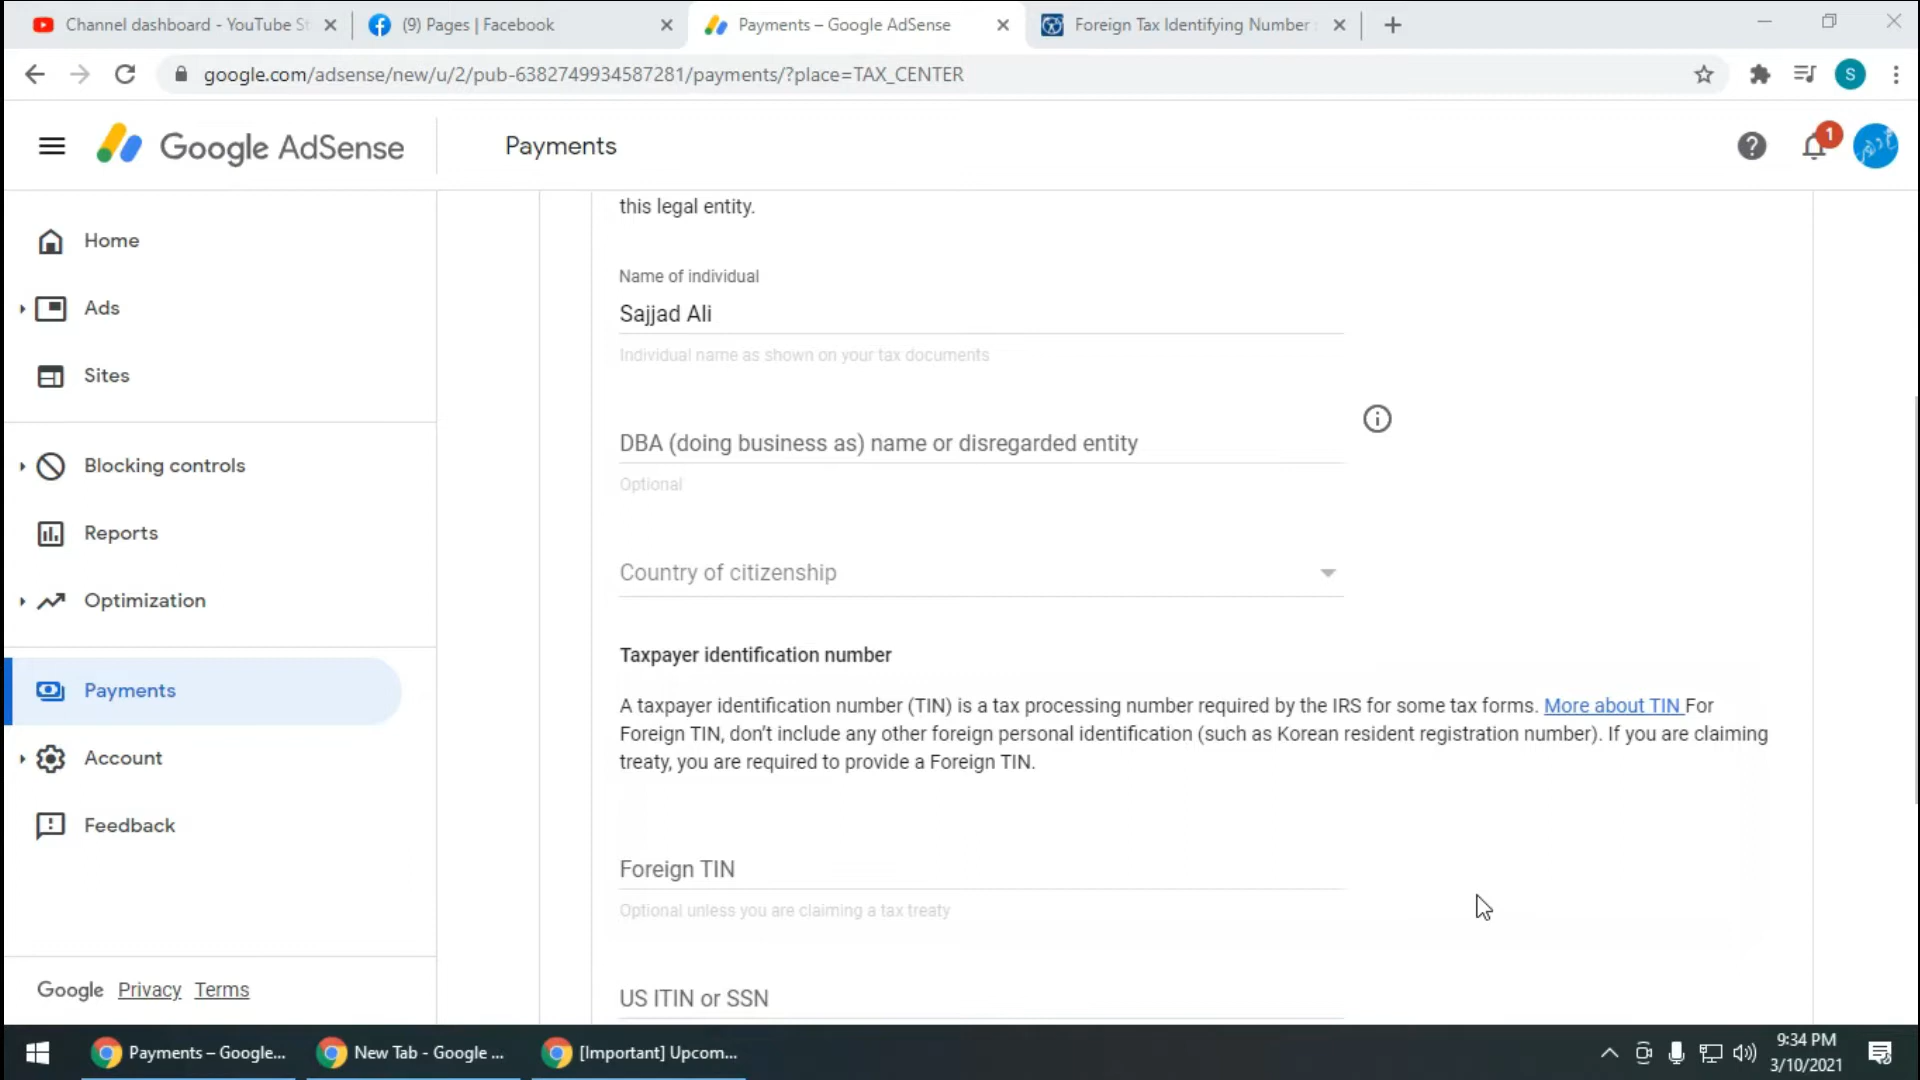 Channel dashboard - YouTube St
(9) Pages | Facebook
Payments – Google AdSense
Foreign Tax Identifying Number
google.com/adsense/new/u/2/pub-6382749934587281/payments/?place=TAX_CENTER
S
Google AdSense
Payments
1
Home
Ads
Sites
Blocking controls
Reports
Optimization
Payments
Account
Feedback
Google Privacy Terms
this legal entity.
Name of individual
Sajjad Ali
Individual name as shown on your tax documents
DBA (doing business as) name or disregarded entity
Optional
Country of citizenship
Taxpayer identification number
A taxpayer identification number (TIN) is a tax processing number required by the IRS for some tax forms. More about TIN For
Foreign TIN, don't include any other foreign personal identification (such as Korean resident registration number). If you are claiming
treaty, you are required to provide a Foreign TIN.
Foreign TIN
Optional unless you are claiming a tax treaty
US ITIN or SSN
Payments – Google...
New Tab - Google ...
[Important] Upcom...
9:34 PM
3/10/2021